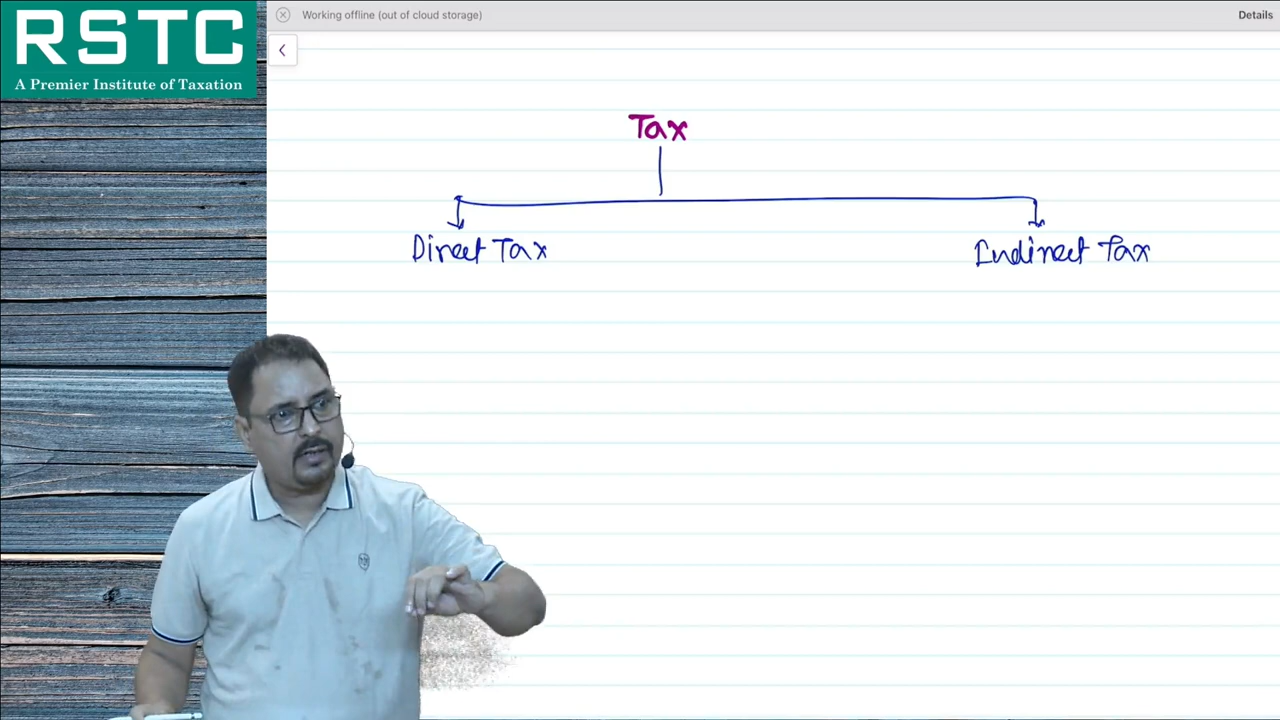 RSTC
A Premier Institute of Taxation
Working offline (out of cloud storage)
Details
Tax
Direct Tax
Indirect Tax